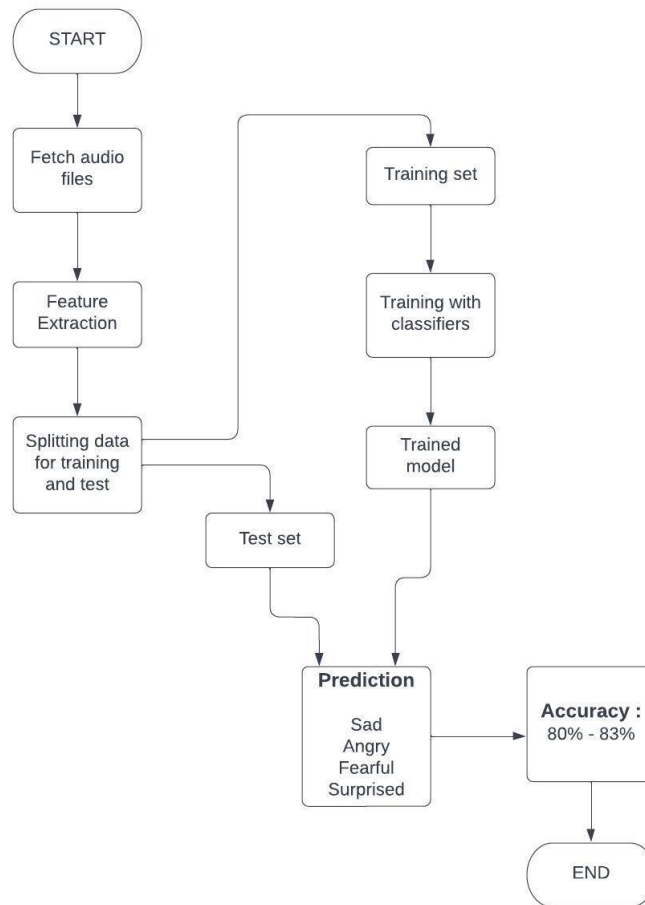 START
Fetch audio
files
Feature
Extraction
Splitting data
for training
and test
Test set
Training set
Training with
classifiers
Trained
model
Prediction
Sad
Angry
Fearful
Surprised
Accuracy :
80% - 83%
END